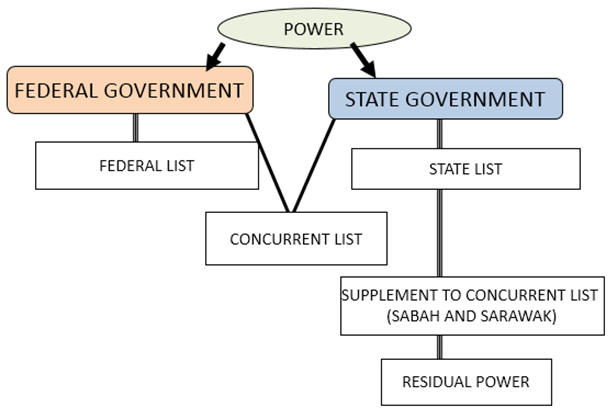 POWER
FEDERAL GOVERNMENT
STATE GOVERNMENT
FEDERAL LIST
STATE LIST
CONCURRENT LIST
SUPPLEMENT TO CONCURRENT LIST
(SABAH AND SARAWAK)
RESIDUAL POWER